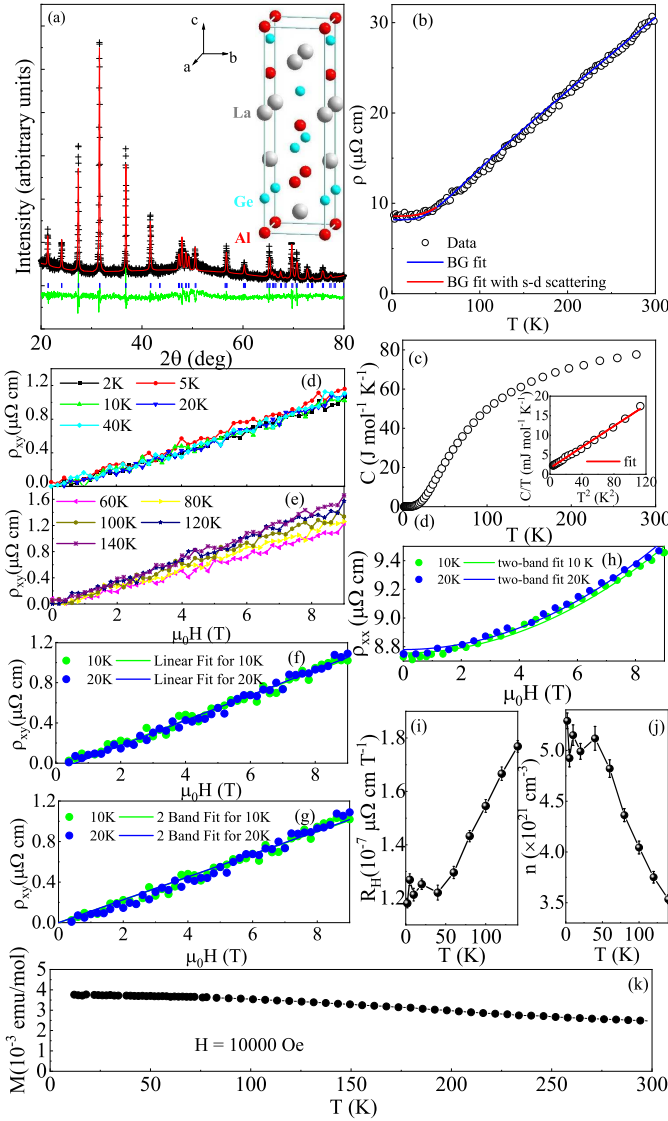 (a)
Intensity (arbitrary units)
c
b
a
La
Ge
Al
20 40 60 80
2θ (deg)
(b)
ρ (μΩ cm)
40
30
20
10
0
Data
BG fit
BG fit with s-d scattering
0 50 100 150 200 250 300
T (K)
(c)
C (J mol⁻¹ K⁻¹)
80
60
40
20
0
C/T (mJ mol⁻¹ K⁻¹)
20
15
10
5
0
fit
0 40 80 120
T² (K²)
(d)
0 100 200 300
T (K)
(d)
ρxy(μΩ cm)
1.2
0.8
0.4
0.0
2K 5K
10K 20K
40K
(e)
ρxy(μΩ cm)
1.6
1.2
0.8
0.4
0.0
60K 80K
100K 120K
140K
0 2 4 6 8
μ₀H (T)
(f)
ρxy(μΩ cm)
1.2
0.8
0.4
0.0
10K Linear Fit for 10K
20K Linear Fit for 20K
0 2 4 6 8
μ₀H (T)
(g)
ρxy(μΩ cm)
1.2
0.8
0.4
0.0
10K 2 Band Fit for 10K
20K 2 Band Fit for 20K
0 2 4 6 8
μ₀H (T)
(h)
ρxx (μΩ cm)
9.4
9.2
9.0
8.8
10K two-band fit 10 K
20K two-band fit 20K
0 2 4 6 8
μ₀H (T)
(i)
R_H(10⁻⁷ μΩ cm T⁻¹)
1.8
1.6
1.4
1.2
0 50 100
T (K)
(j)
n (×10²¹ cm⁻³)
5.0
4.5
4.0
3.5
0 50 100
T (K)
(k)
M(10⁻³ emu/mol)
5
4
3
2
1
0
H = 10000 Oe
0 25 50 75 100 150 200 250 300
T (K)